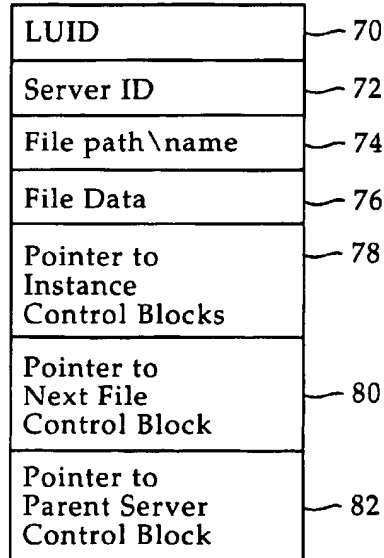 LUID 70
Server ID 72
File path\name 74
File Data 76
Pointer to 78
Instance
Control Blocks
Pointer to
Next File 80
Control Block
Pointer to
Parent Server 82
Control Block